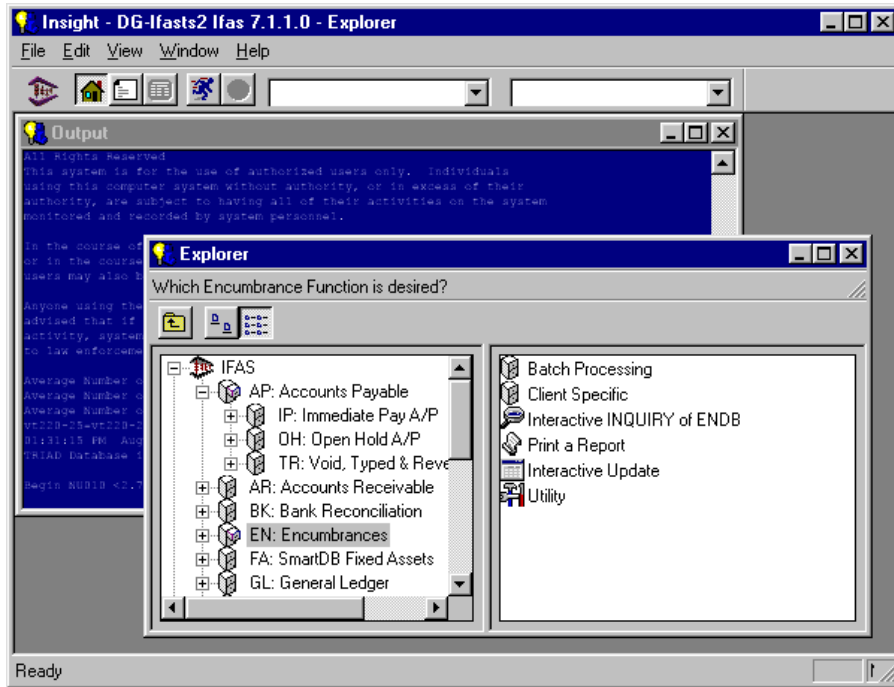 Insight - DG-Ifasts2 Ifas 7.1.1.0 - Explorer
File Edit View Window Help
Output
All Rights Reserved
This system is for the use of authorized users only. Individuals
using this computer system without authority, or in excess of their
authority, are subject to having all of their activities on the system
monitored and recorded by system personnel.
In the course of
or in the course
users may also b
Anyone using the
advised that if
activity, system
to law enforceme
Average Number o
Average Number o
Average Number o
vt220-25=vt220-2
01:31:15 PM Aug
TRIAD Database i
Begin NU010 <2.7
Explorer
Which Encumbrance Function is desired?
IFAS
AP: Accounts Payable
IP: Immediate Pay A/P
OH: Open Hold A/P
TR: Void, Typed & Reve
AR: Accounts Receivable
BK: Bank Reconciliation
EN: Encumbrances
FA: SmartDB Fixed Assets
GL: General Ledger
Batch Processing
Client Specific
Interactive INQUIRY of ENDB
Print a Report
Interactive Update
Utility
Ready